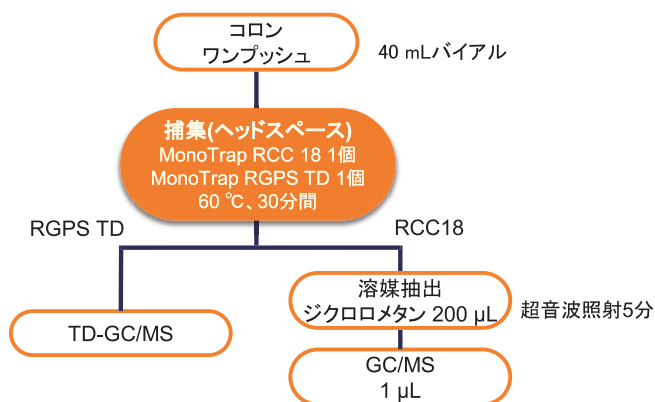 コロン
ワンプッシュ
40 mLバイアル
捕集(ヘッドスペース)
MonoTrap RCC 18 1個
MonoTrap RGPS TD 1個
60 ℃、30分間
RGPS TD
RCC18
溶媒抽出
ジクロロメタン 200 µL
超音波照射5分
TD-GC/MS
GC/MS
1 µL